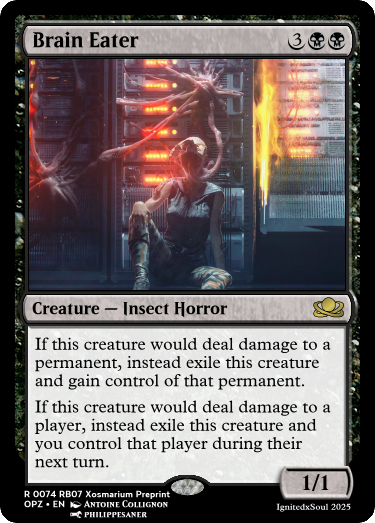 Brain Eater 3
Creature — Insect Horror
If this creature would deal damage to a
permanent, instead exile this creature
and gain control of that permanent.
If this creature would deal damage to a
player, instead exile this creature and
you control that player during their
next turn.
1/1
R 0074 RB07 Xosmarium Preprint
OPZ • EN Antoine Collignon
PHILIPPESANER
IgnitedxSoul 2025